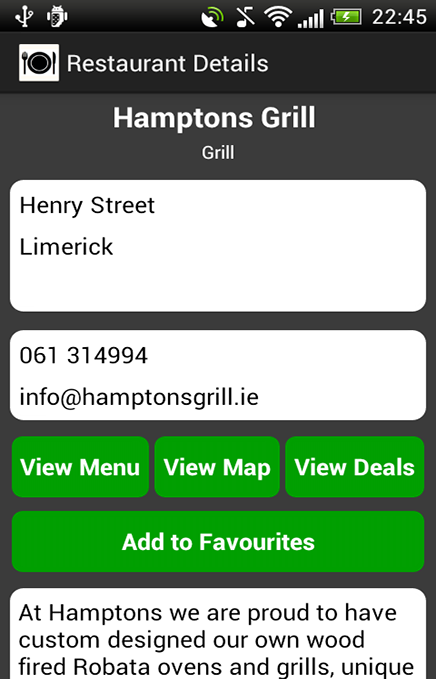 22:45
Restaurant Details
Hamptons Grill
Grill
Henry Street
Limerick
061 314994
info@hamptonsgrill.ie
View Menu View Map View Deals
Add to Favourites
At Hamptons we are proud to have
custom designed our own wood
fired Robata ovens and grills, unique